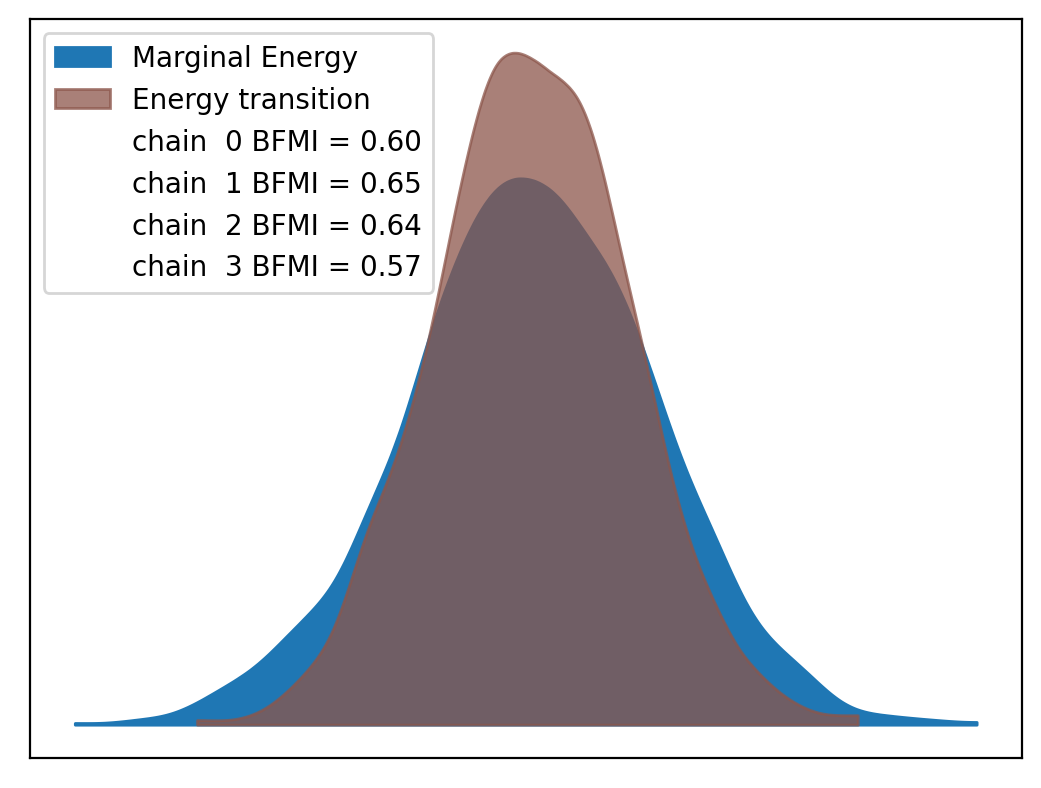 Marginal Energy
Energy transition
chain  0 BFMI = 0.60
chain  1 BFMI = 0.65
chain  2 BFMI = 0.64
chain  3 BFMI = 0.57